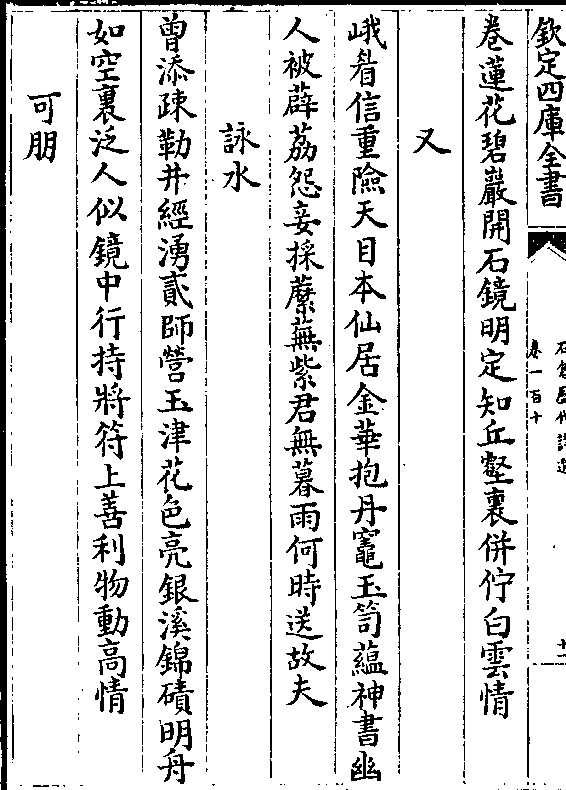 欽定四庫全書
石倉歷代詩選
卷一百十
卷蓮花碧巖開石鏡明定知丘壑裏併佇白雲情
又
峨眉信重險天目本仙居金華抱丹竈玉笥蘊神書幽
人被薜荔怨妾採蘼蕪紫君無暮雨何時送故夫
詠水
曾添疎勒井經湧貳師營玉津花色亮銀溪錦磧明舟
如空裏泛人似鏡中行持將符上善利物動高情
可朋